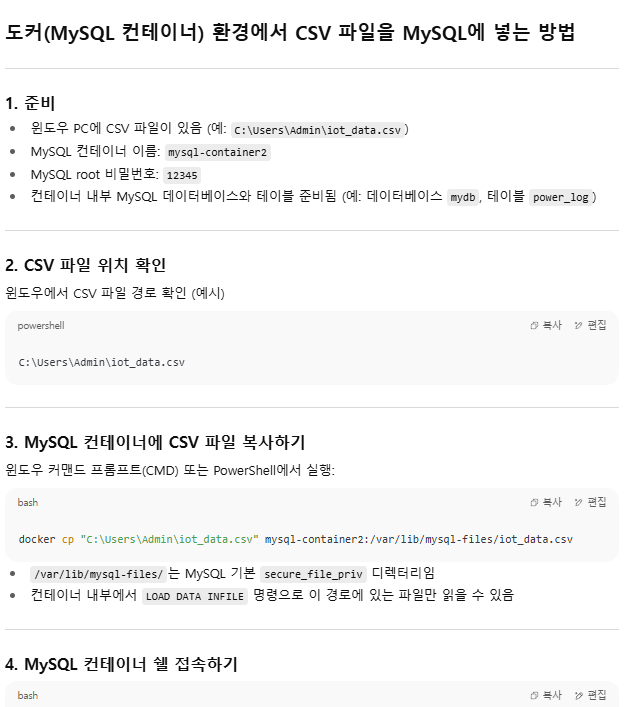 도커(MySQL 컨테이너) 환경에서 CSV 파일을 MySQL에 넣는 방법
1. 준비
• 윈도우 PC에 CSV 파일이 있음 (예: C:\Users\Admin\iot_data.csv)
• MySQL 컨테이너 이름: mysql-container2
• MySQL root 비밀번호: 12345
• 컨테이너 내부 MySQL 데이터베이스와 테이블 준비됨 (예: 데이터베이스 mydb, 테이블 power_log)
2. CSV 파일 위치 확인
윈도우에서 CSV 파일 경로 확인 (예시)
powershell 복사 편집
C:\Users\Admin\iot_data.csv
3. MySQL 컨테이너에 CSV 파일 복사하기
윈도우 커맨드 프롬프트(CMD) 또는 PowerShell에서 실행:
bash 복사 편집
docker cp "C:\Users\Admin\iot_data.csv" mysql-container2:/var/lib/mysql-files/iot_data.csv
• /var/lib/mysql-files/ 는 MySQL 기본 secure_file_priv 디렉터리임
• 컨테이너 내부에서 LOAD DATA INFILE 명령으로 이 경로에 있는 파일만 읽을 수 있음
4. MySQL 컨테이너 쉘 접속하기
bash 복사 편집